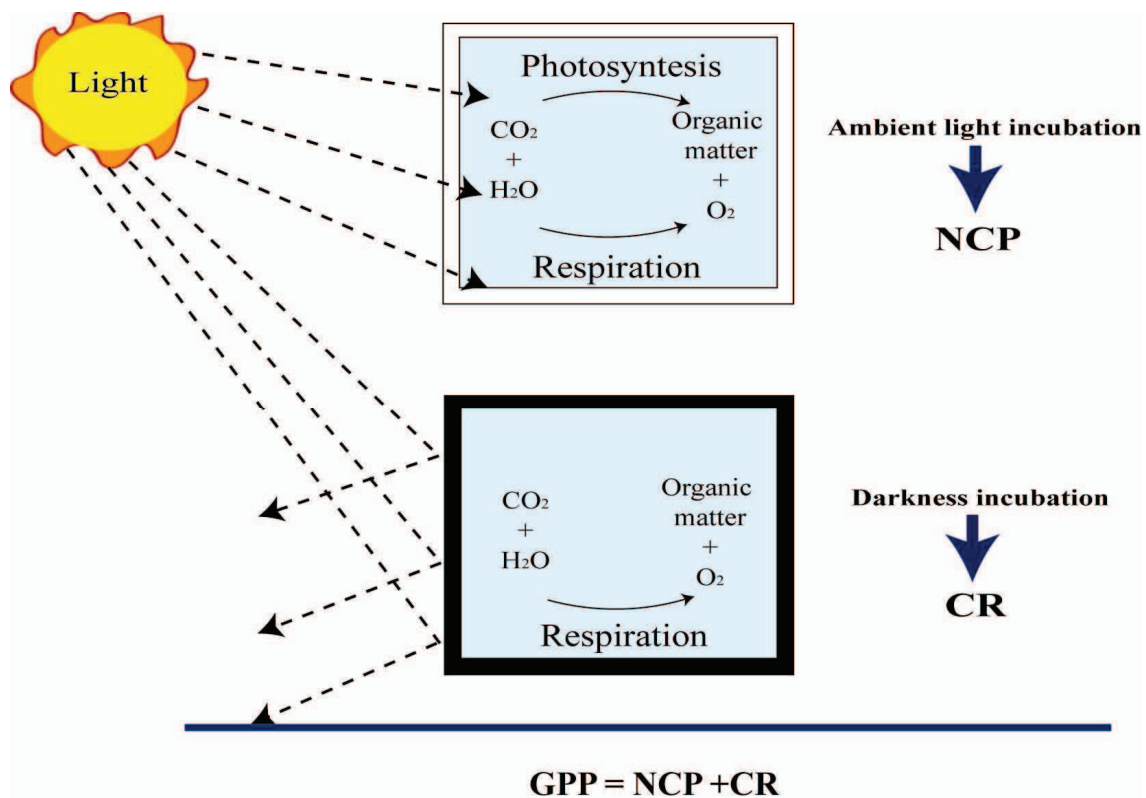 Light
Photosyntesis
CO₂
+
H₂O
Organic
matter
+
O₂
Respiration
Ambient light incubation
NCP
CO₂
+
H₂O
Organic
matter
+
O₂
Respiration
Darkness incubation
CR
GPP = NCP +CR